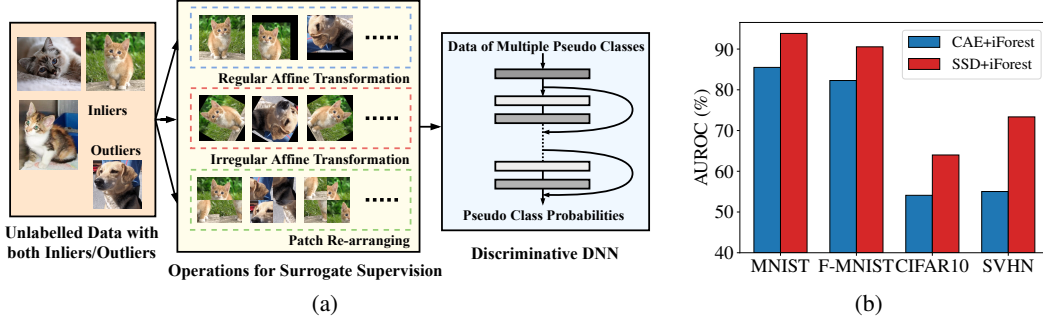 Inliers
Outliers
Unlabelled Data with
both Inliers/Outliers
Regular Affine Transformation
Irregular Affine Transformation
Patch Re-arranging
Operations for Surrogate Supervision
Data of Multiple Pseudo Classes
Pseudo Class Probabilities
Discriminative DNN
(a)
AUROC (%)
90
80
70
60
50
40
CAE+iForest
SSD+iForest
MNIST F-MNIST CIFAR10 SVHN
(b)